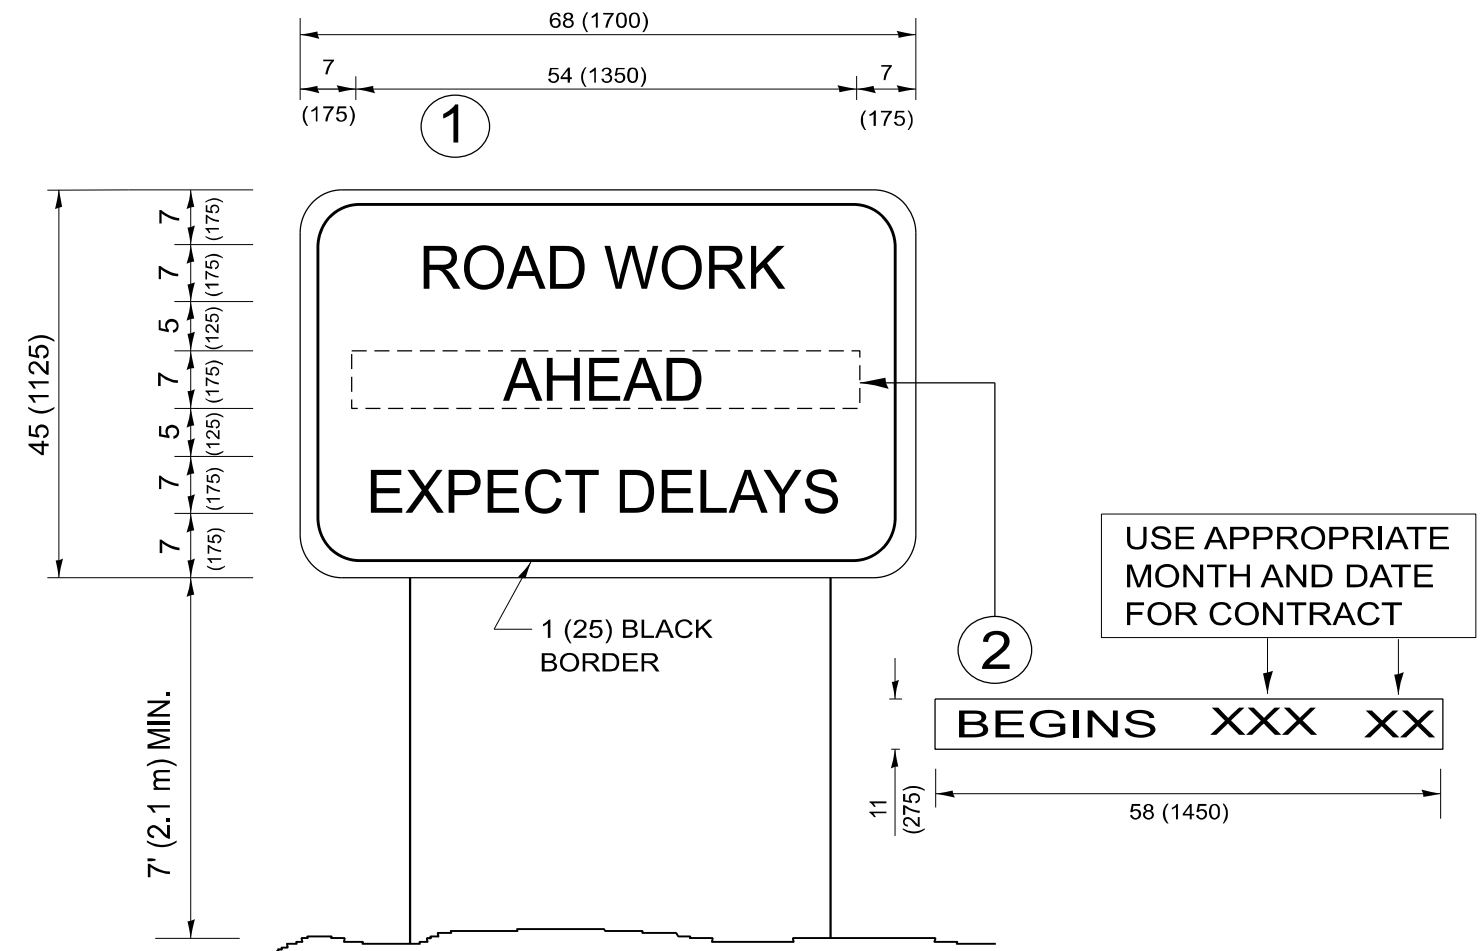 68 (1700)
7
54 (1350)
7
(175)
(175)
1
ROAD WORK
AHEAD
EXPECT DELAYS
45 (1125)
7
(175)
7
(175)
5
(125)
7
(175)
5
(125)
7
(175)
7
(175)
7' (2.1 m) MIN.
1 (25) BLACK
BORDER
2
USE APPROPRIATE
MONTH AND DATE
FOR CONTRACT
BEGINS XXX XX
11
(275)
58 (1450)